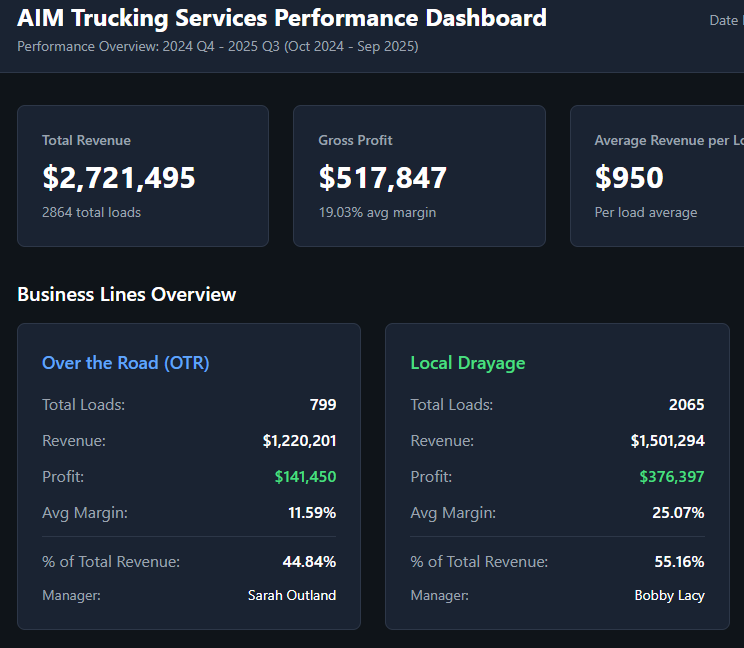 AIM Trucking Services Performance Dashboard
Date
Performance Overview: 2024 Q4 - 2025 Q3 (Oct 2024 - Sep 2025)
Total Revenue
$2,721,495
2864 total loads
Gross Profit
$517,847
19.03% avg margin
Average Revenue per
$950
Per load average
Business Lines Overview
Over the Road (OTR)
Total Loads: 799
Revenue: $1,220,201
Profit: $141,450
Avg Margin: 11.59%
% of Total Revenue: 44.84%
Manager: Sarah Outland
Local Drayage
Total Loads: 2065
Revenue: $1,501,294
Profit: $376,397
Avg Margin: 25.07%
% of Total Revenue: 55.16%
Manager: Bobby Lacy